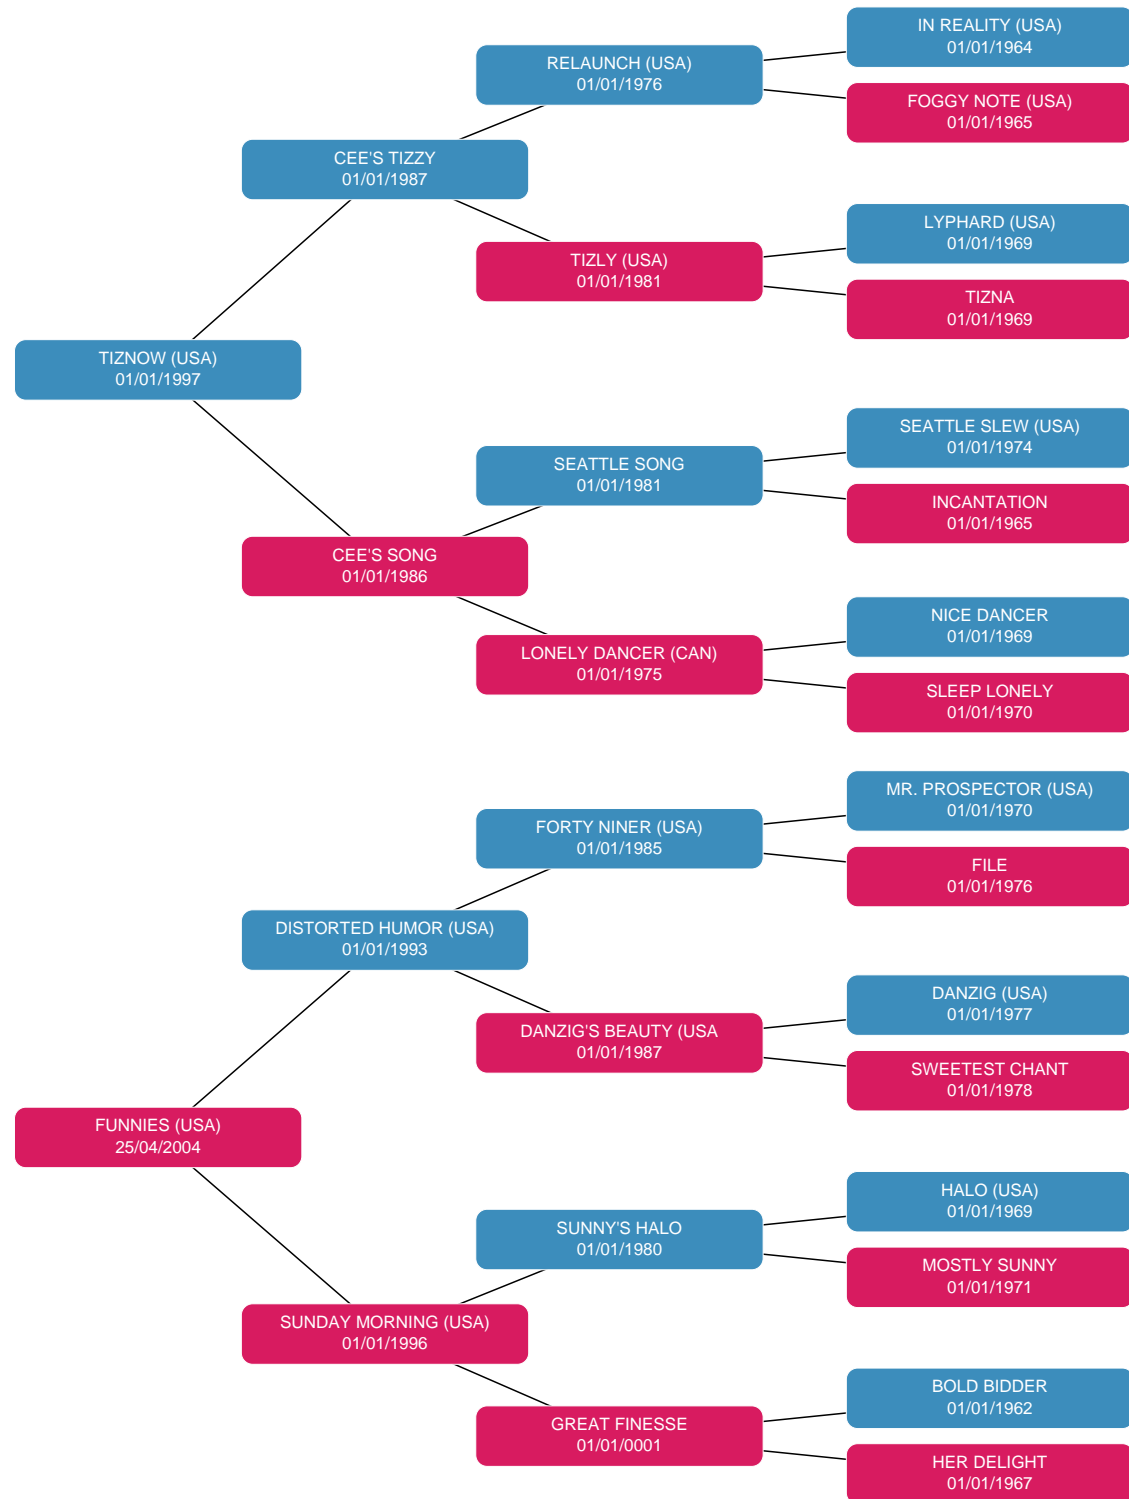 IN REALITY (USA)
01/01/1964
RELAUNCH (USA)
01/01/1976
FOGGY NOTE (USA)
01/01/1965
CEE'S TIZZY
01/01/1987
LYPHARD (USA)
01/01/1969
TIZLY (USA)
01/01/1981
TIZNA
01/01/1969
TIZNOW (USA)
01/01/1997
SEATTLE SLEW (USA)
01/01/1974
SEATTLE SONG
01/01/1981
INCANTATION
01/01/1965
CEE'S SONG
01/01/1986
NICE DANCER
01/01/1969
LONELY DANCER (CAN)
01/01/1975
SLEEP LONELY
01/01/1970
MR. PROSPECTOR (USA)
01/01/1970
FORTY NINER (USA)
01/01/1985
FILE
01/01/1976
DISTORTED HUMOR (USA)
01/01/1993
DANZIG (USA)
01/01/1977
DANZIG'S BEAUTY (USA
01/01/1987
SWEETEST CHANT
01/01/1978
FUNNIES (USA)
25/04/2004
HALO (USA)
01/01/1969
SUNNY'S HALO
01/01/1980
MOSTLY SUNNY
01/01/1971
SUNDAY MORNING (USA)
01/01/1996
BOLD BIDDER
01/01/1962
GREAT FINESSE
01/01/0001
HER DELIGHT
01/01/1967